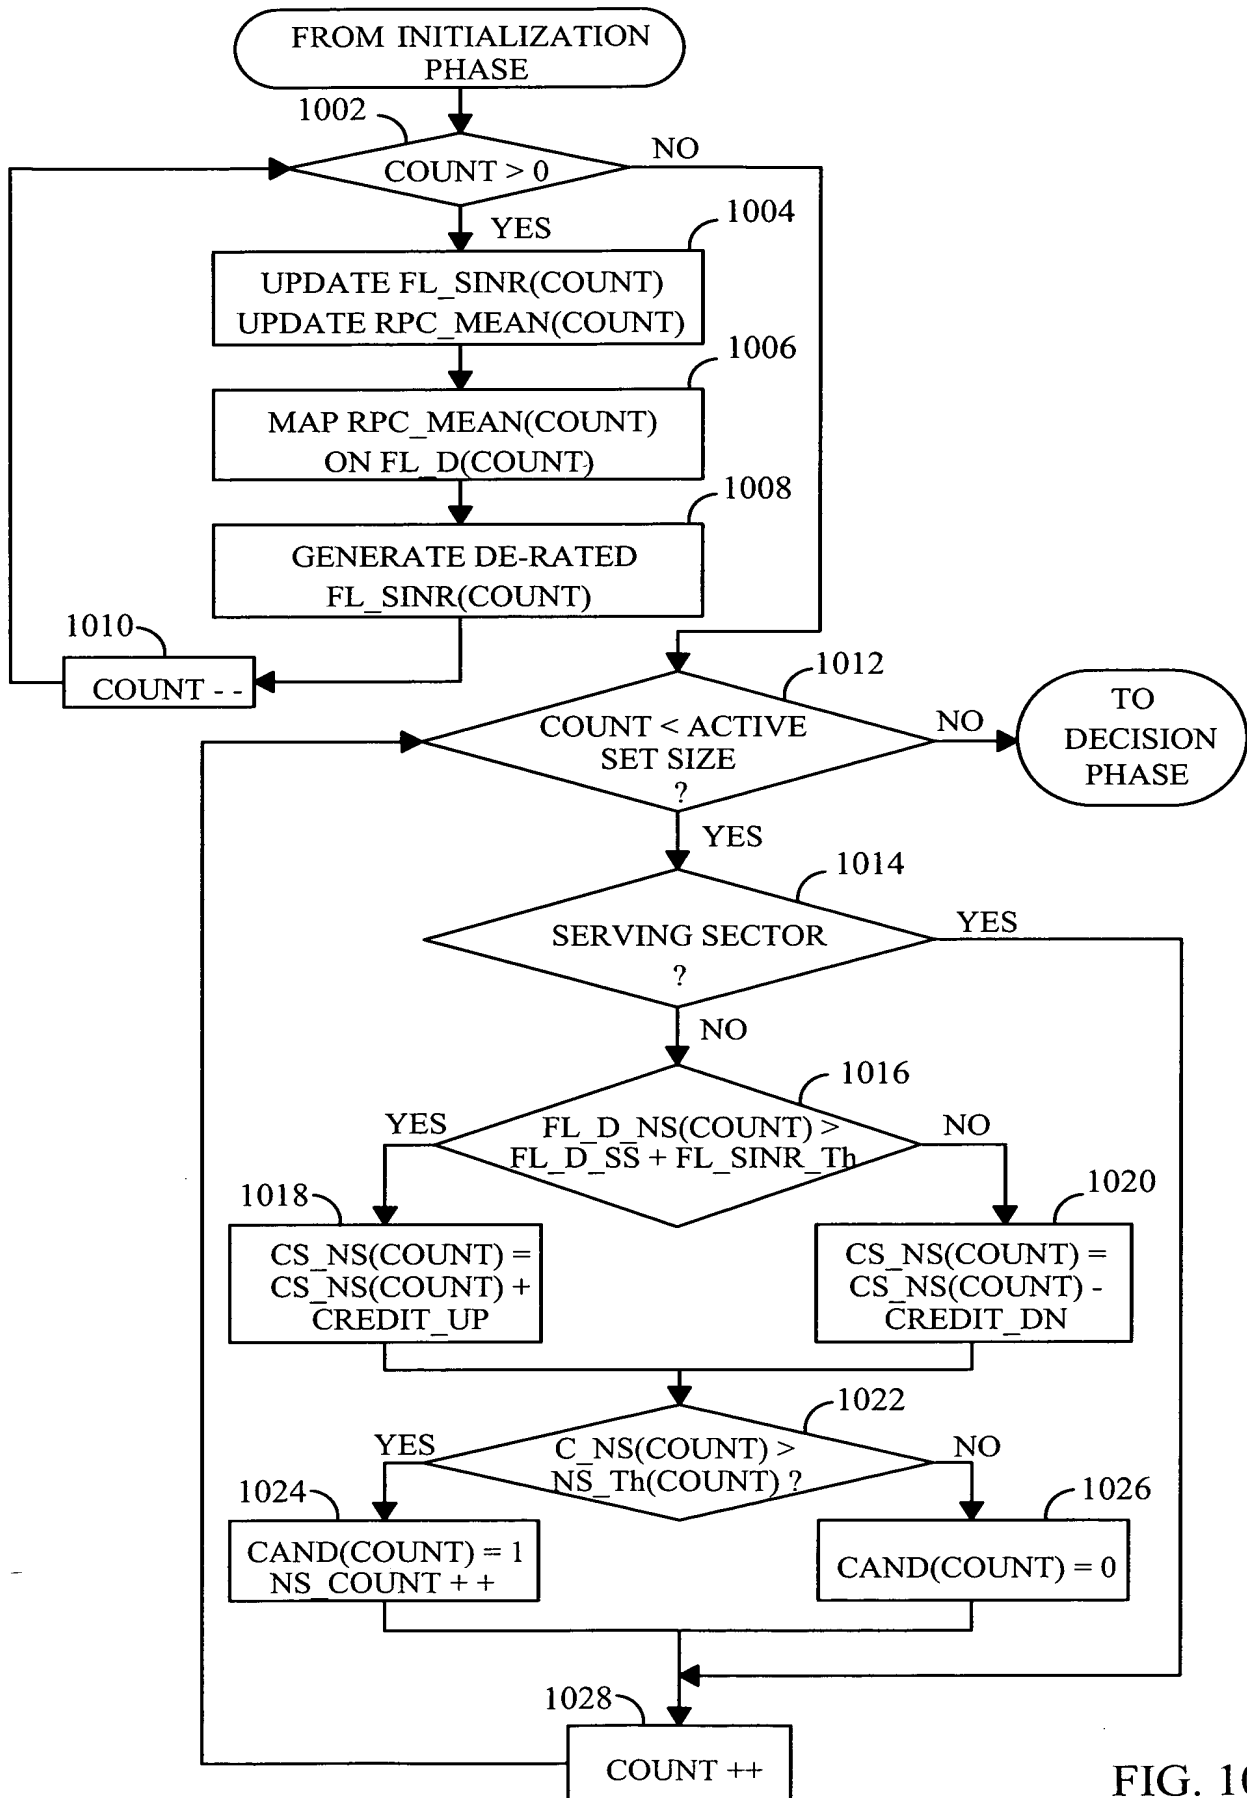 FROM INITIALIZATION
PHASE
1002
COUNT > 0
NO
YES
1004
UPDATE FL_SINR(COUNT)
UPDATE RPC_MEAN(COUNT)
1006
MAP RPC_MEAN(COUNT)
ON FL_D(COUNT)
1008
GENERATE DE-RATED
FL_SINR(COUNT)
1010
COUNT - -
1012
COUNT < ACTIVE
SET SIZE
?
NO
TO
DECISION
PHASE
YES
1014
SERVING SECTOR
?
YES
NO
1016
FL_D_NS(COUNT) >
FL_D_SS + FL_SINR_Th
YES
NO
1018
CS_NS(COUNT) =
CS_NS(COUNT) +
CREDIT_UP
1020
CS_NS(COUNT) =
CS_NS(COUNT) -
CREDIT_DN
1022
C_NS(COUNT) >
NS_Th(COUNT) ?
YES
NO
1024
CAND(COUNT) = 1
NS_COUNT + +
1026
CAND(COUNT) = 0
1028
COUNT ++
FIG. 10